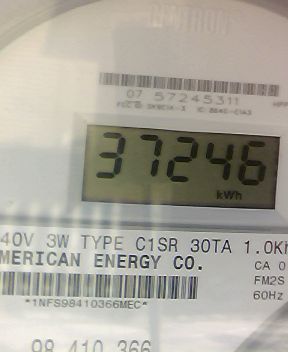 07 57245311
37246
kWh
40V 3W TYPE C1SR 30TA 1.0K
MERICAN ENERGY CO.
CA 0
FM2S
*1NFS98410366MEC*
60Hz
98 410 366